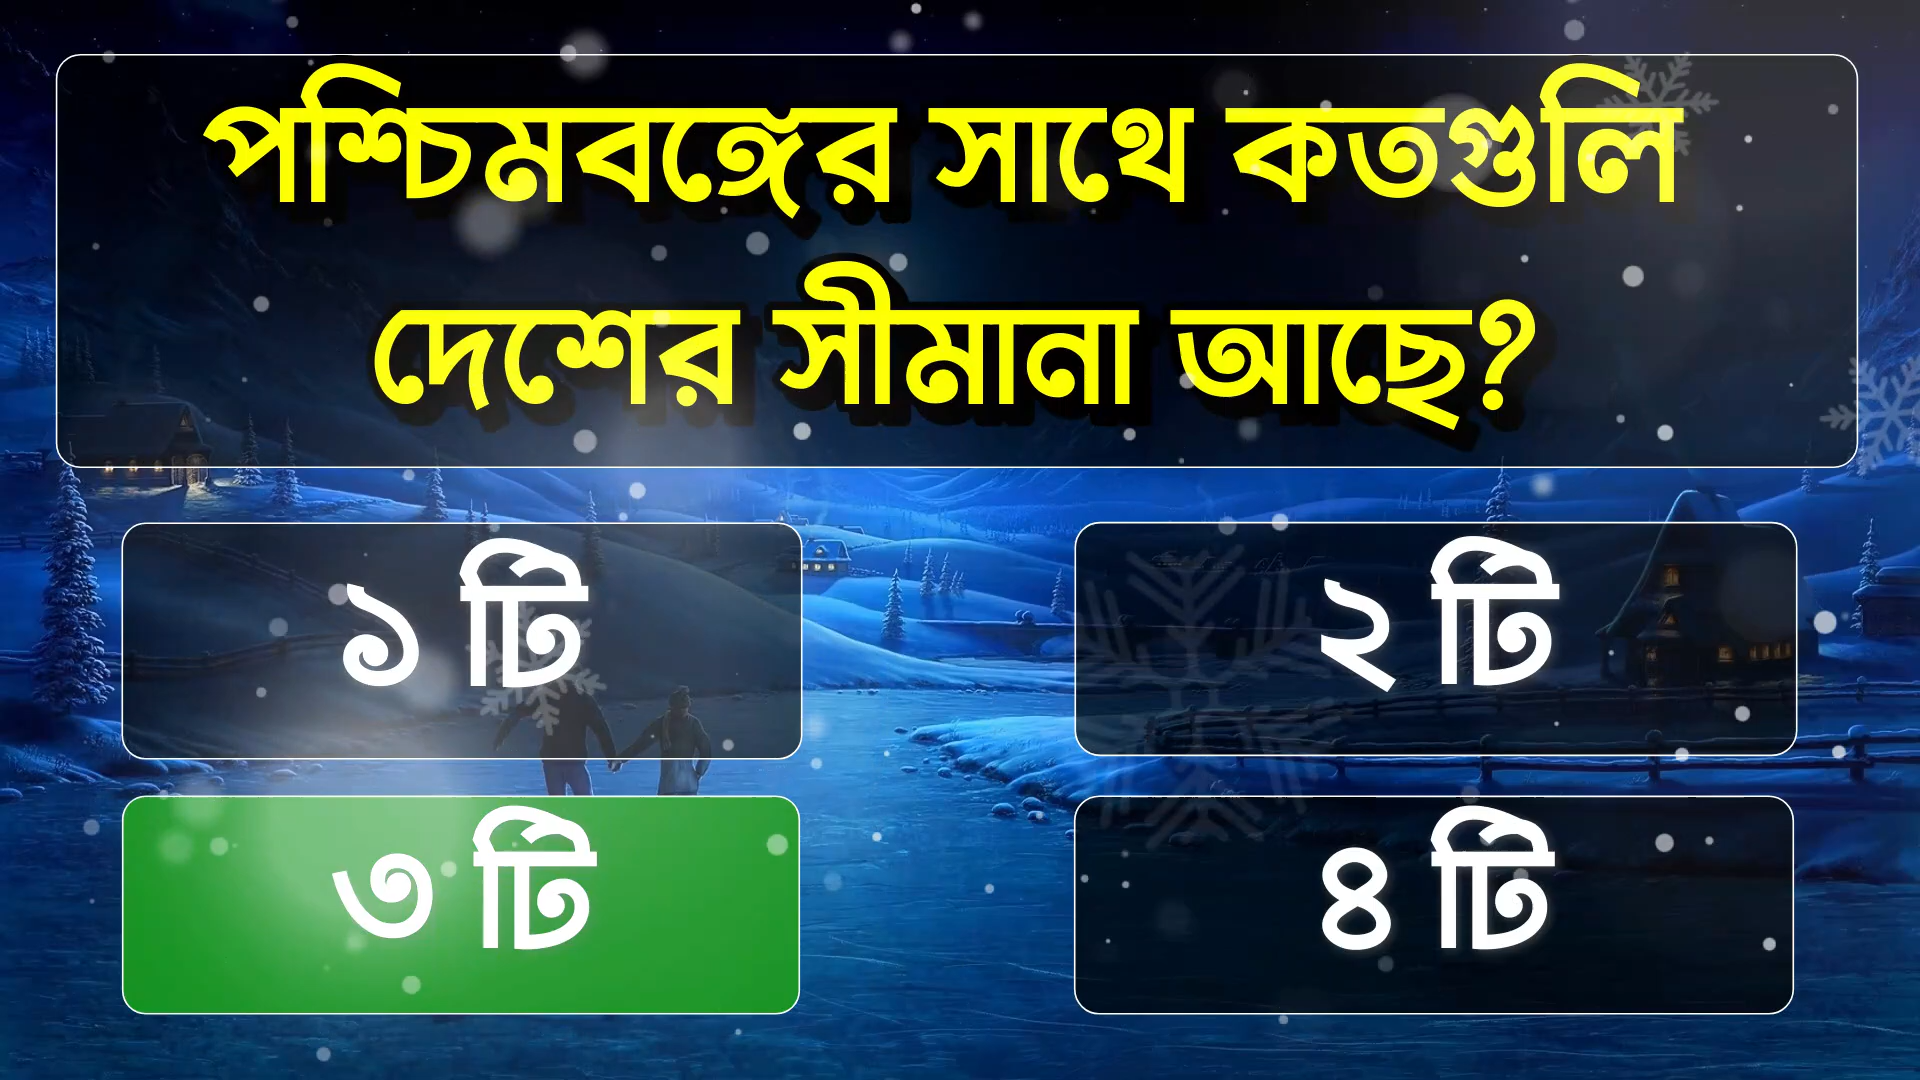 পশ্চিমবঙ্গের সাথে কতগুলি
দেশের সীমানা আছে?
১ টি
২ টি
৩ টি
৪ টি